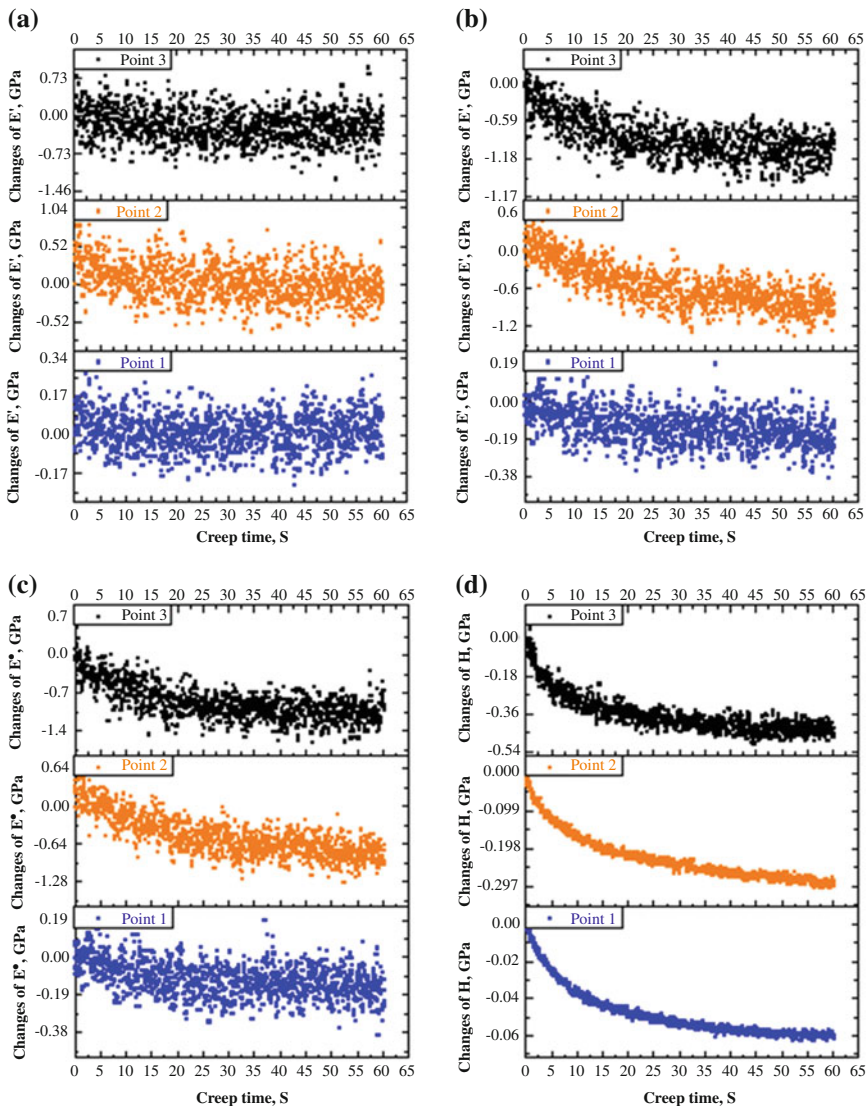 (a)
0 5 10 15 20 25 30 35 40 45 50 55 60 65
Point 3
Changes of E', GPa
0.73
0.00
-0.73
-1.46
Point 2
Changes of E', GPa
1.04
0.52
0.00
-0.52
Point 1
Changes of E', GPa
0.34
0.17
0.00
-0.17
0 5 10 15 20 25 30 35 40 45 50 55 60 65
Creep time, S
(b)
0 5 10 15 20 25 30 35 40 45 50 55 60 65
Point 3
Changes of E', GPa
0.00
-0.59
-1.18
-1.17
Point 2
Changes of E', GPa
0.6
0.0
-0.6
-1.2
Point 1
Changes of E', GPa
0.19
0.00
-0.19
-0.38
0 5 10 15 20 25 30 35 40 45 50 55 60 65
Creep time, S
(c)
0 5 10 15 20 25 30 35 40 45 50 55 60 65
Point 3
Changes of E•, GPa
0.7
0.0
-0.7
-1.4
Point 2
Changes of E•, GPa
0.64
0.00
-0.64
-1.28
Point 1
Changes of E•, GPa
0.19
0.00
-0.19
-0.38
0 5 10 15 20 25 30 35 40 45 50 55 60 65
Creep time, S
(d)
0 5 10 15 20 25 30 35 40 45 50 55 60 65
Point 3
Changes of H, GPa
0.00
-0.18
-0.36
-0.54
Point 2
Changes of H, GPa
0.000
-0.099
-0.198
-0.297
Point 1
Changes of H, GPa
0.00
-0.02
-0.04
-0.06
0 5 10 15 20 25 30 35 40 45 50 55 60 65
Creep time, S